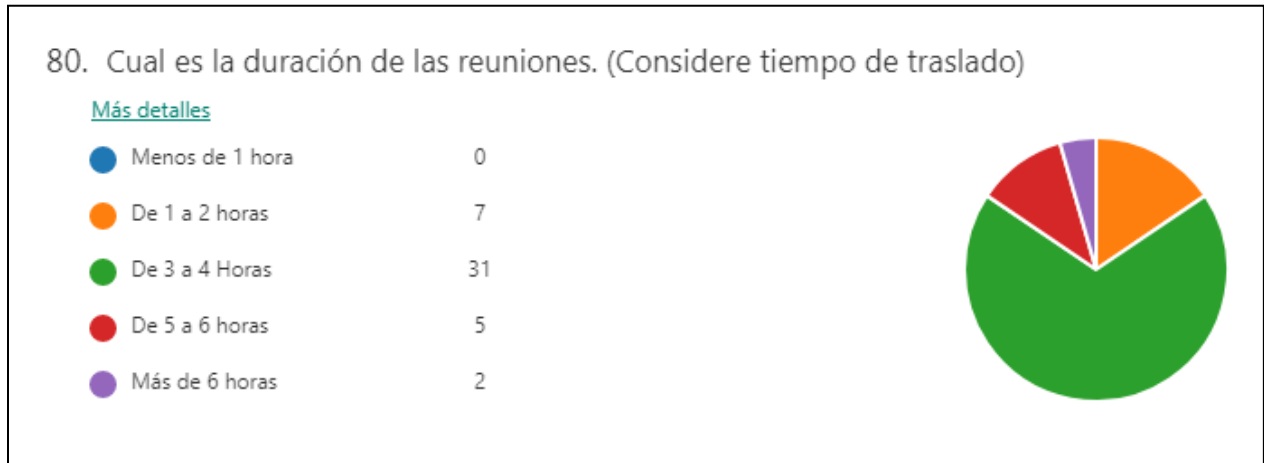 80. Cual es la duración de las reuniones. (Considere tiempo de traslado)
Más detalles
Menos de 1 hora 0
De 1 a 2 horas 7
De 3 a 4 Horas 31
De 5 a 6 horas 5
Más de 6 horas 2